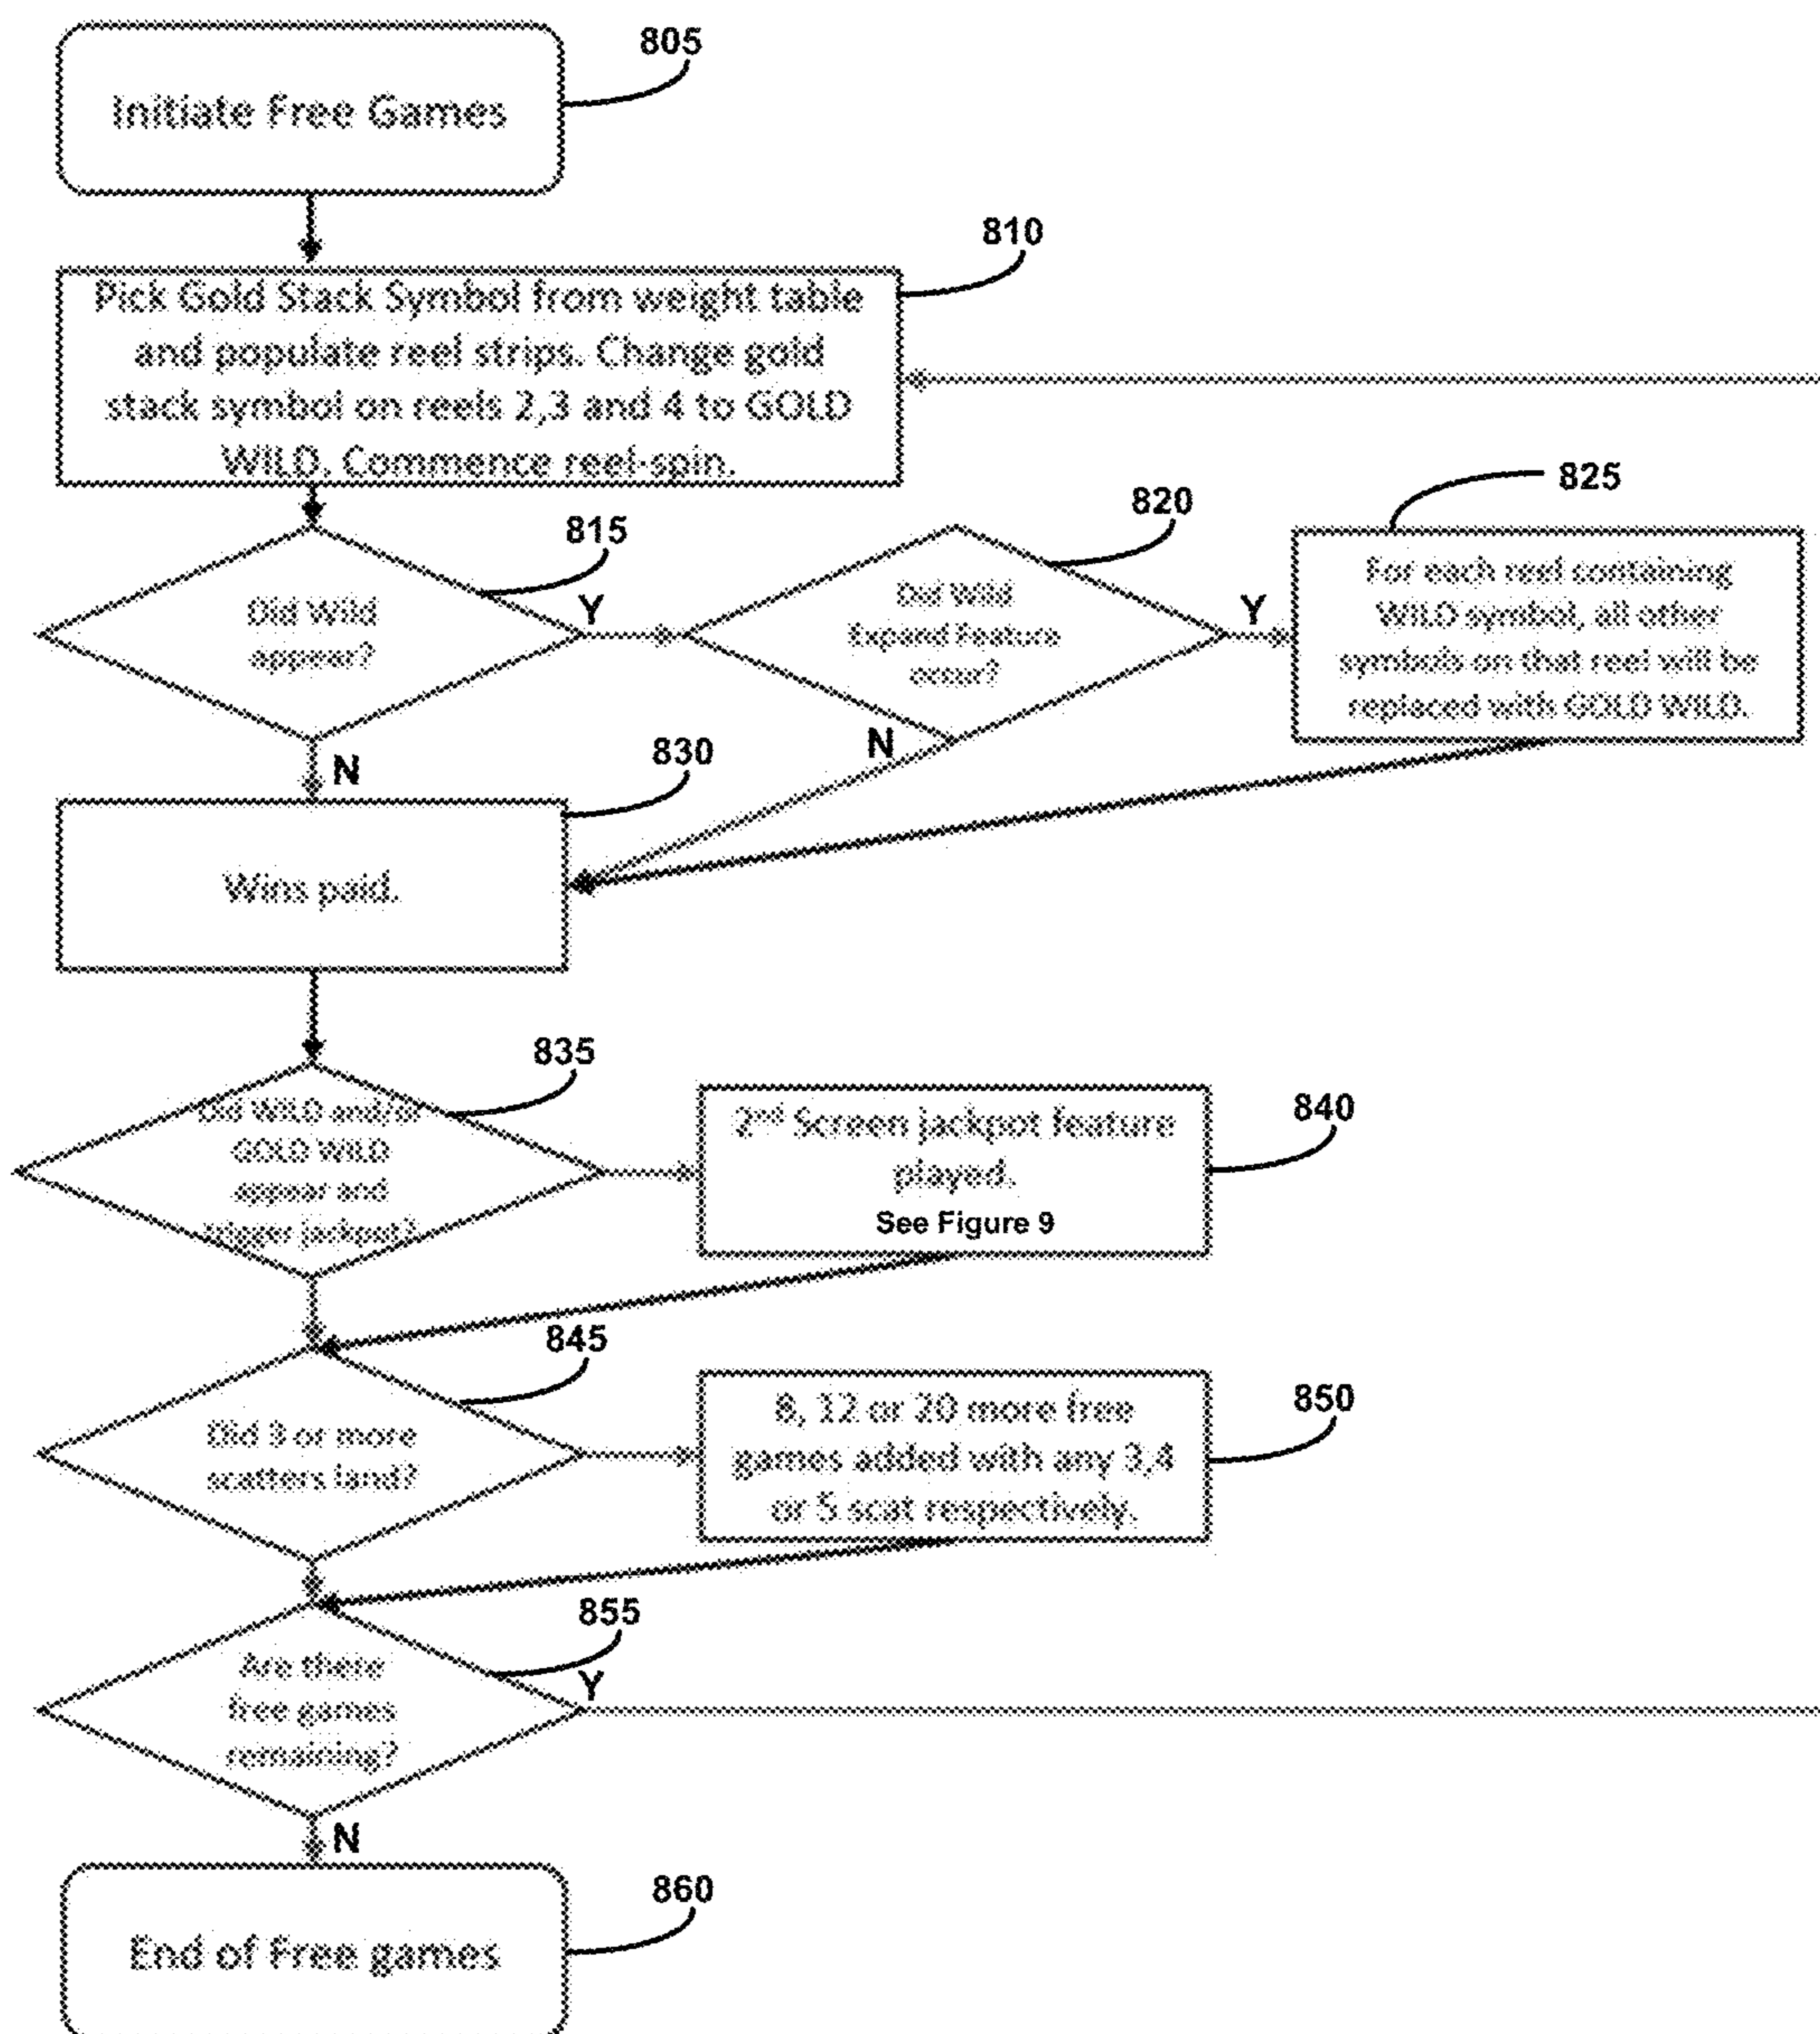 805
Initiate Free Games
810
Pick Gold Stack Symbol from weight table
and populate reel strips. Change gold
stack symbol on reels 2,3 and 4 to GOLD
WILD. Commence reel-spin.
815
Did Wild
appear?
Y
N
820
Did Wild
Expand Feature
occur?
Y
N
825
For each reel containing
WILD symbol, all other
symbols on that reel will be
replaced with GOLD WILD.
830
Wins paid.
835
Did WILD and/or
GOLD WILD
appear and
trigger jackpot?
840
2nd Screen jackpot feature
played.
See Figure 9
845
Did 3 or more
scatters land?
850
8, 12 or 20 more free
games added with any 3,4
or 5 scat respectively.
855
Are there
free games
remaining?
Y
N
860
End of Free games